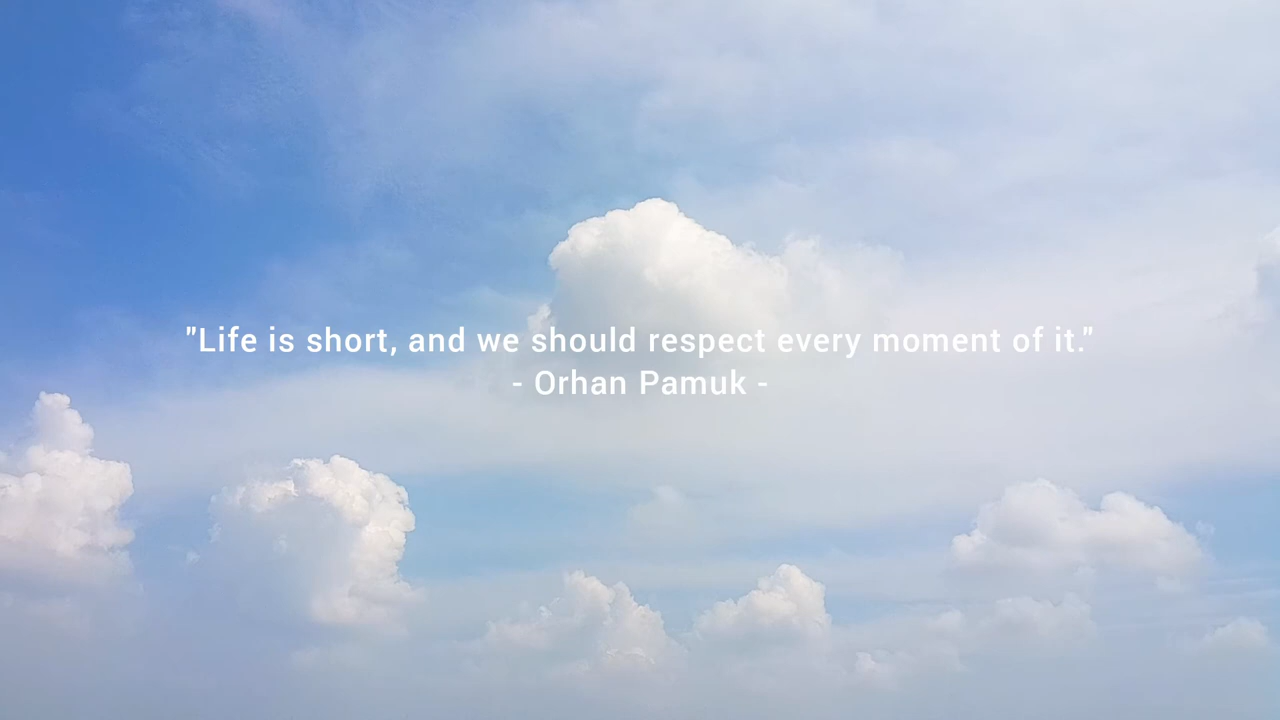 "Life is short, and we should respect every moment of it."
- Orhan Pamuk -